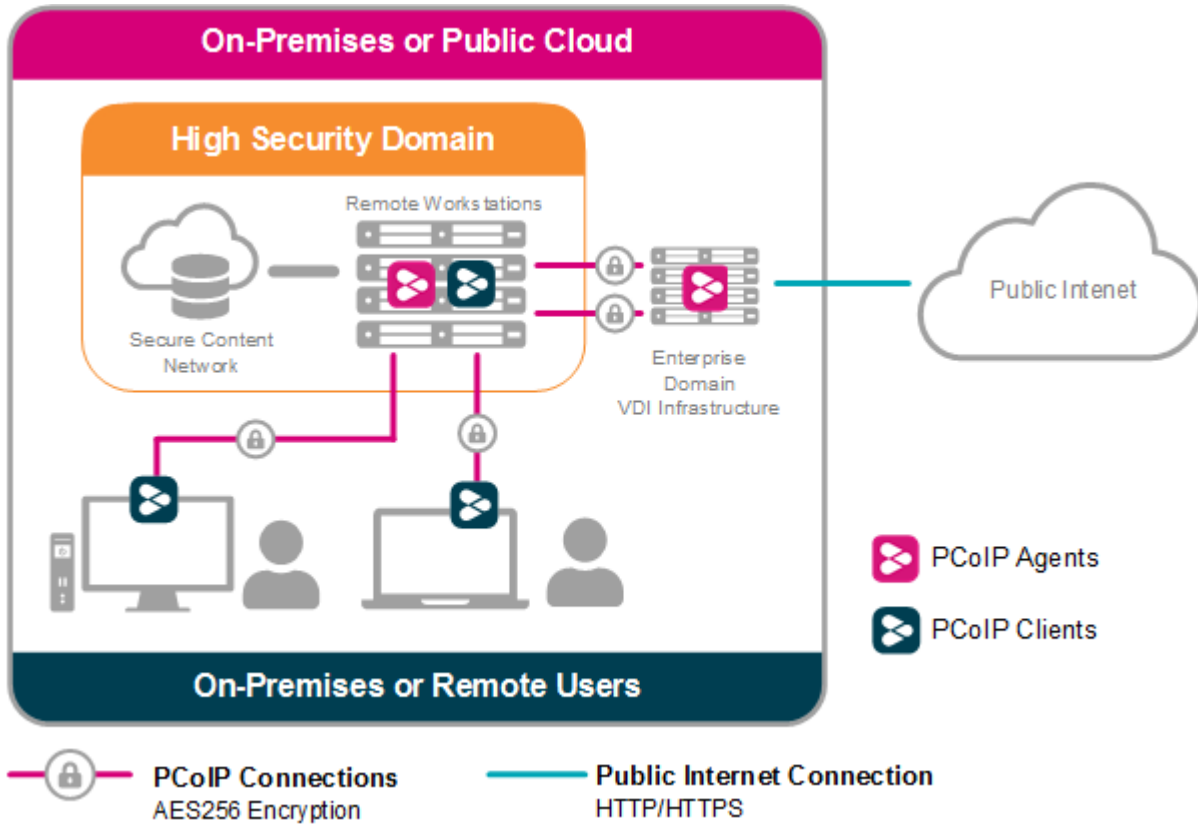 On-Premises or Public Cloud
High Security Domain
Remote Workstations
Secure Content
Network
Enterprise
Domain
VDI Infrastructure
Public Intenet
PCoIP Agents
PCoIP Clients
On-Premises or Remote Users
PCoIP Connections
AES256 Encryption
Public Internet Connection
HTTP/HTTPS